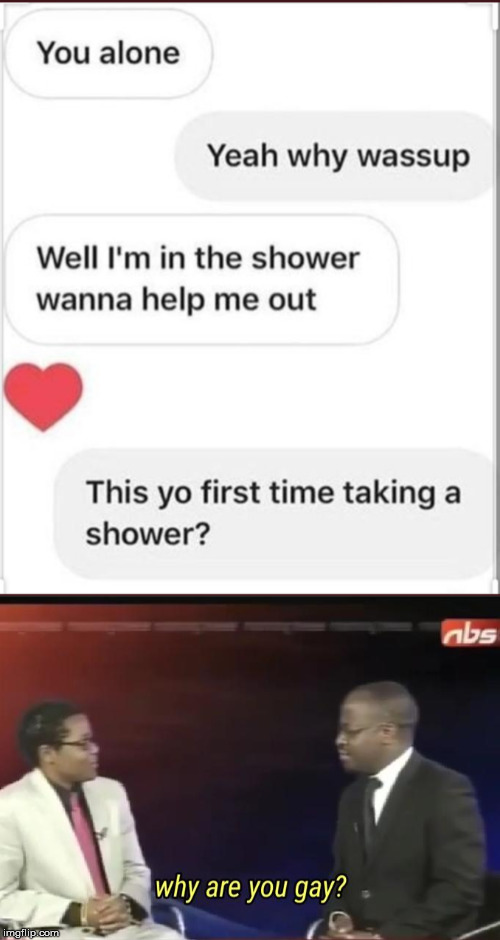 You alone
Yeah why wassup
Well I'm in the shower
wanna help me out
This yo first time taking a
shower?
nbs
why are you gay?
imgflip.com